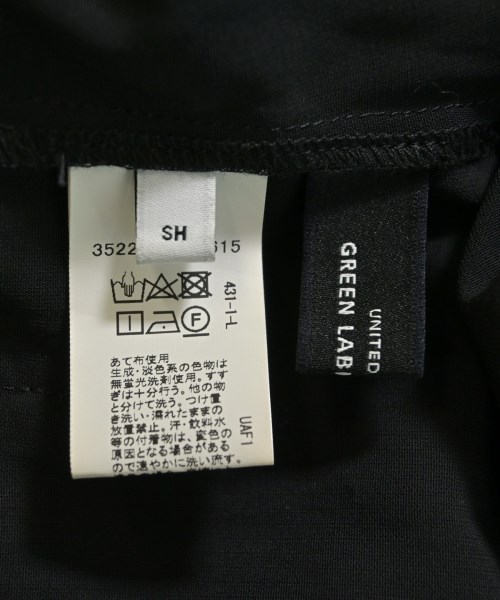 SH
3522
615
431-1-L
あて布使用
生成・淡色系の色物は
無蛍光洗剤使用。すす
ぎは十分行う。他の物
と分けて洗う。つけ置
き洗い・濡れたままの
放置禁止。汗・飲料水
等の付着物は、変色の
原因となる場合がある
ので速やかに洗い流す。
UAF1
UNITED
GREEN LABE